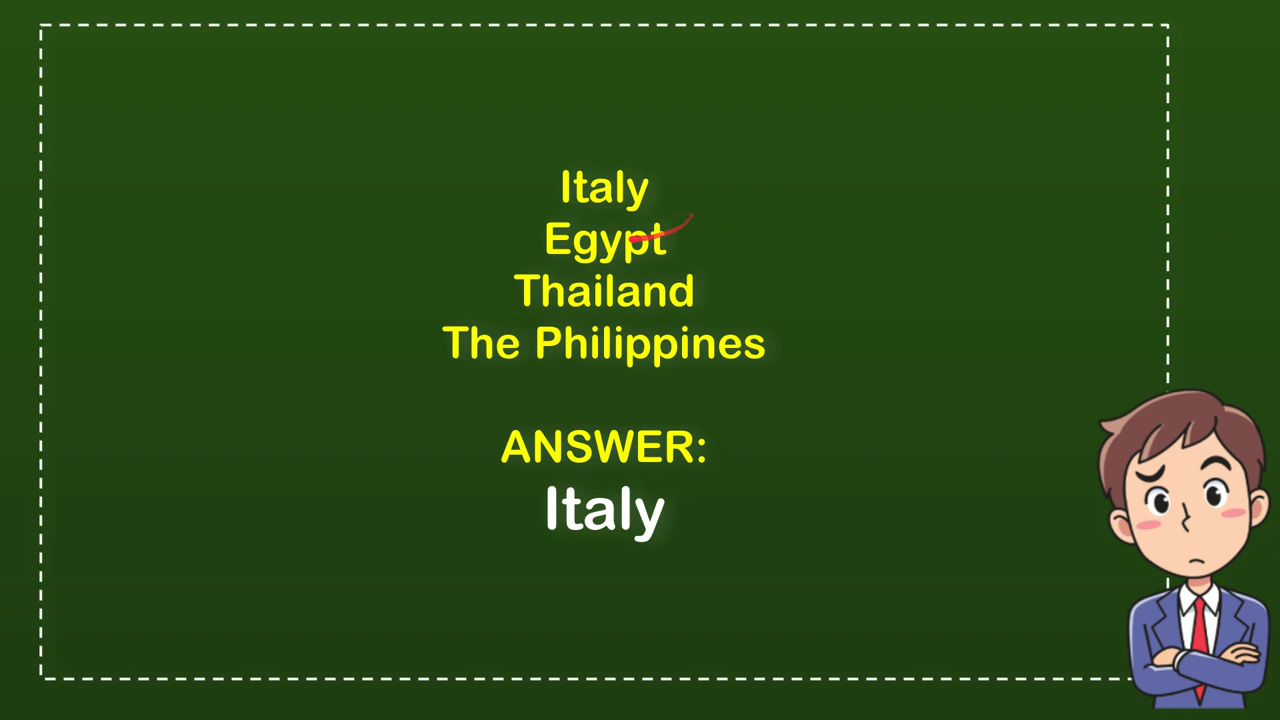 Italy
Egypt
Thailand
The Philippines
ANSWER:
Italy